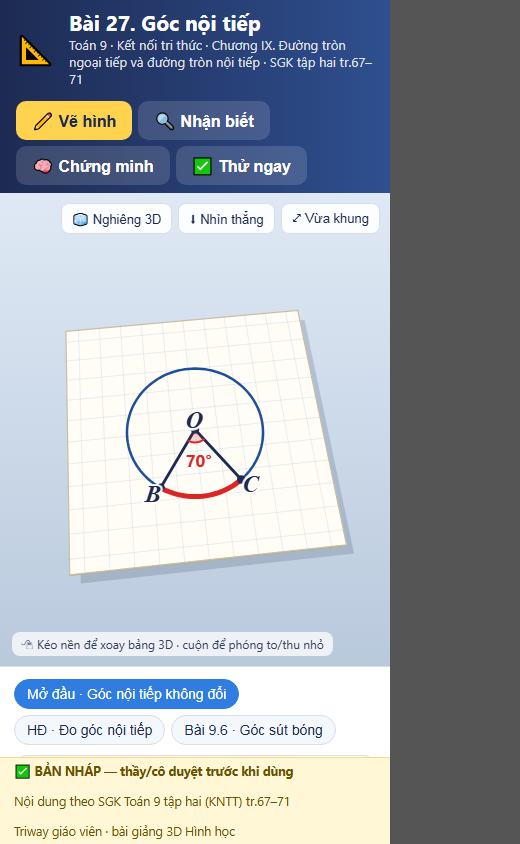 Bài 27. Góc nội tiếp
Toán 9 · Kết nối tri thức · Chương IX. Đường tròn
ngoại tiếp và đường tròn nội tiếp · SGK tập hai tr.67–
71
Vẽ hình
Nhận biết
Chứng minh
Thử ngay
Nghiêng 3D
Nhìn thẳng
Vừa khung
O
70°
B
C
Kéo nền để xoay bảng 3D · cuộn để phóng to/thu nhỏ
Mở đầu · Góc nội tiếp không đổi
HĐ · Đo góc nội tiếp
Bài 9.6 · Góc sút bóng
BẢN NHÁP — thầy/cô duyệt trước khi dùng
Nội dung theo SGK Toán 9 tập hai (KNTT) tr.67–71
Triway giáo viên · bài giảng 3D Hình học